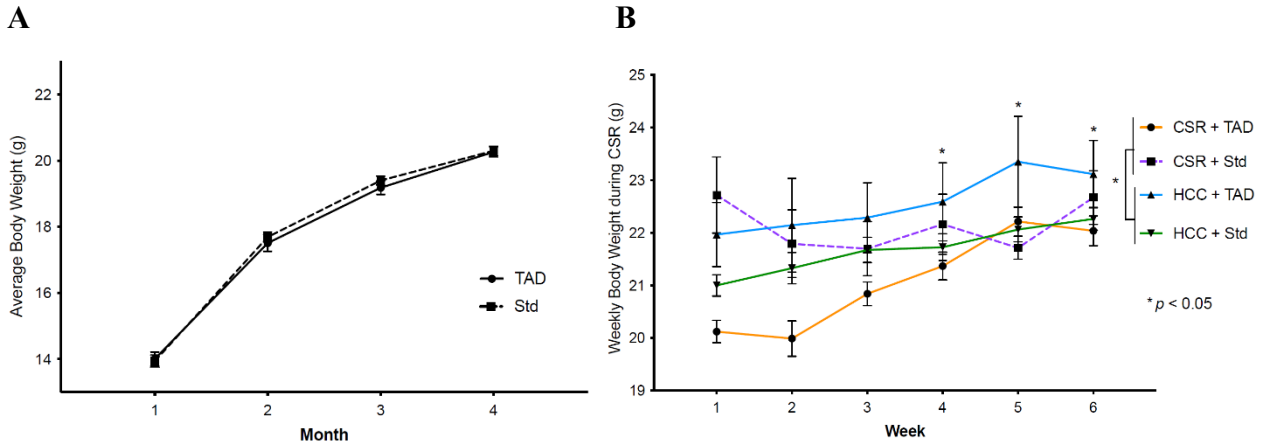 A
Average Body Weight (g)
22
20
18
16
14
1 2 3 4
Month
TAD
Std
B
Weekly Body Weight during CSR (g)
25
24
23
22
21
20
19
1 2 3 4 5 6
Week
* * *
CSR + TAD
CSR + Std
HCC + TAD
HCC + Std
*
* p < 0.05